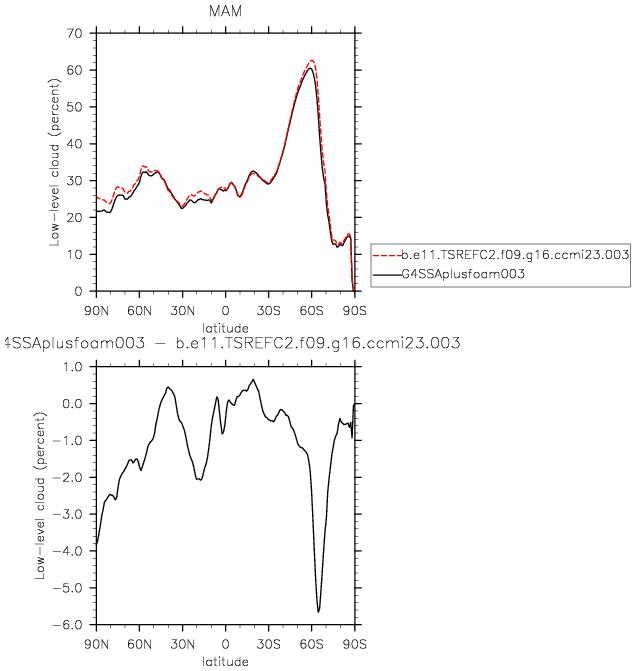 MAM
70
60
50
40
30
20
10
0
Low-level cloud (percent)
90N 60N 30N 0 30S 60S 90S
latitude
b.e11.TSREFC2.f09.g16.ccmi23.003
G4SSAplusfoam003
4SSAplusfoam003 - b.e11.TSREFC2.f09.g16.ccmi23.003
1.0
0.0
-1.0
-2.0
-3.0
-4.0
-5.0
-6.0
Low-level cloud (percent)
90N 60N 30N 0 30S 60S 90S
latitude